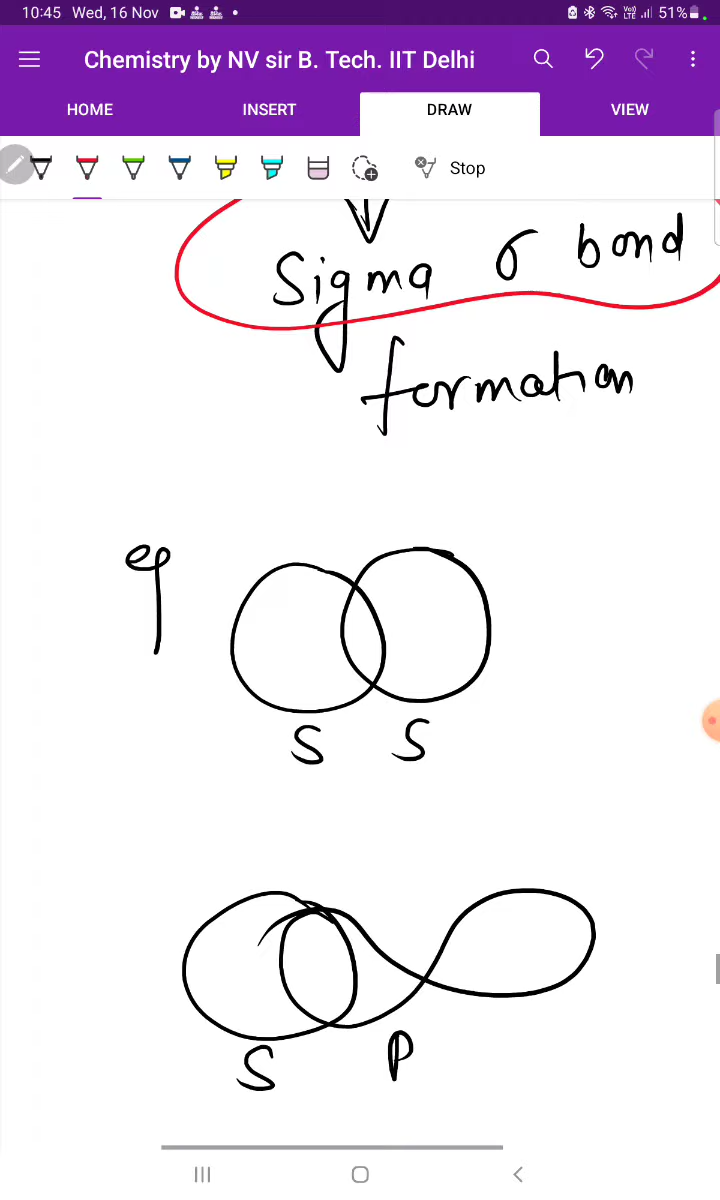 10:45 Wed, 16 Nov 51%
Chemistry by NV sir B. Tech. IIT Delhi
HOME INSERT DRAW VIEW
Stop
Sigma σ bond
formation
eg
S S
S P